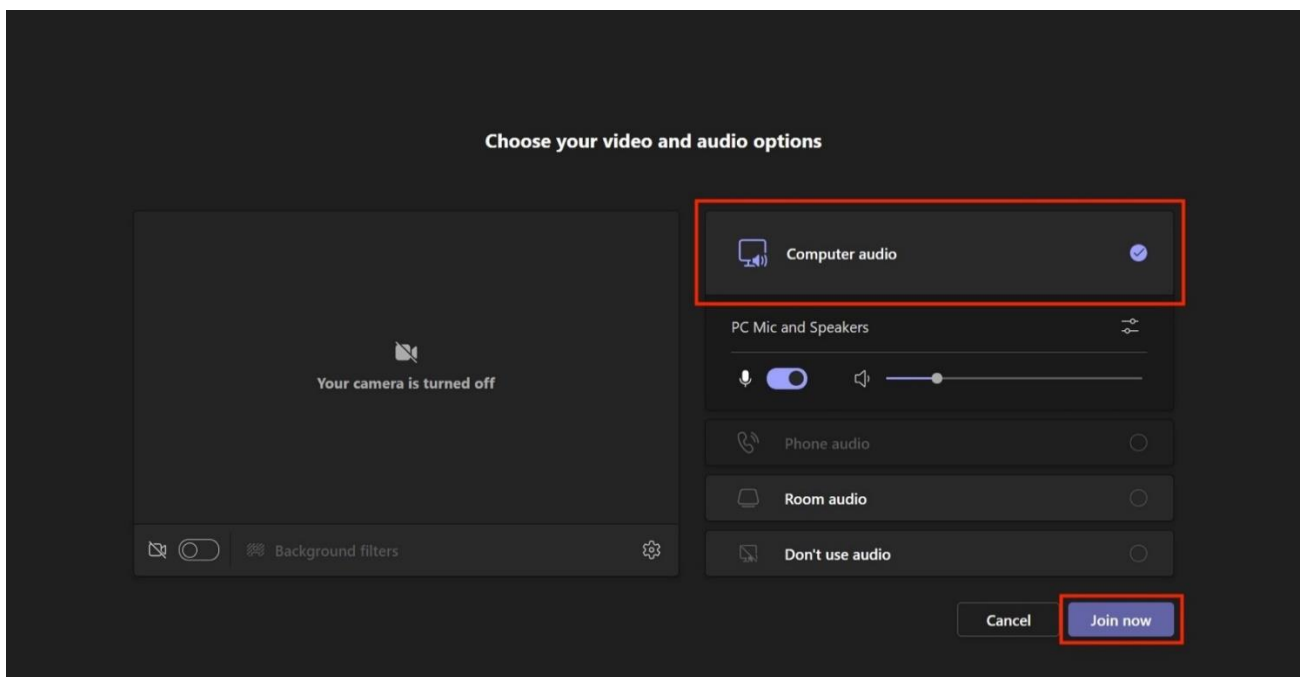 Choose your video and audio options
Your camera is turned off
Background filters
Computer audio
PC Mic and Speakers
Phone audio
Room audio
Don't use audio
Cancel
Join now